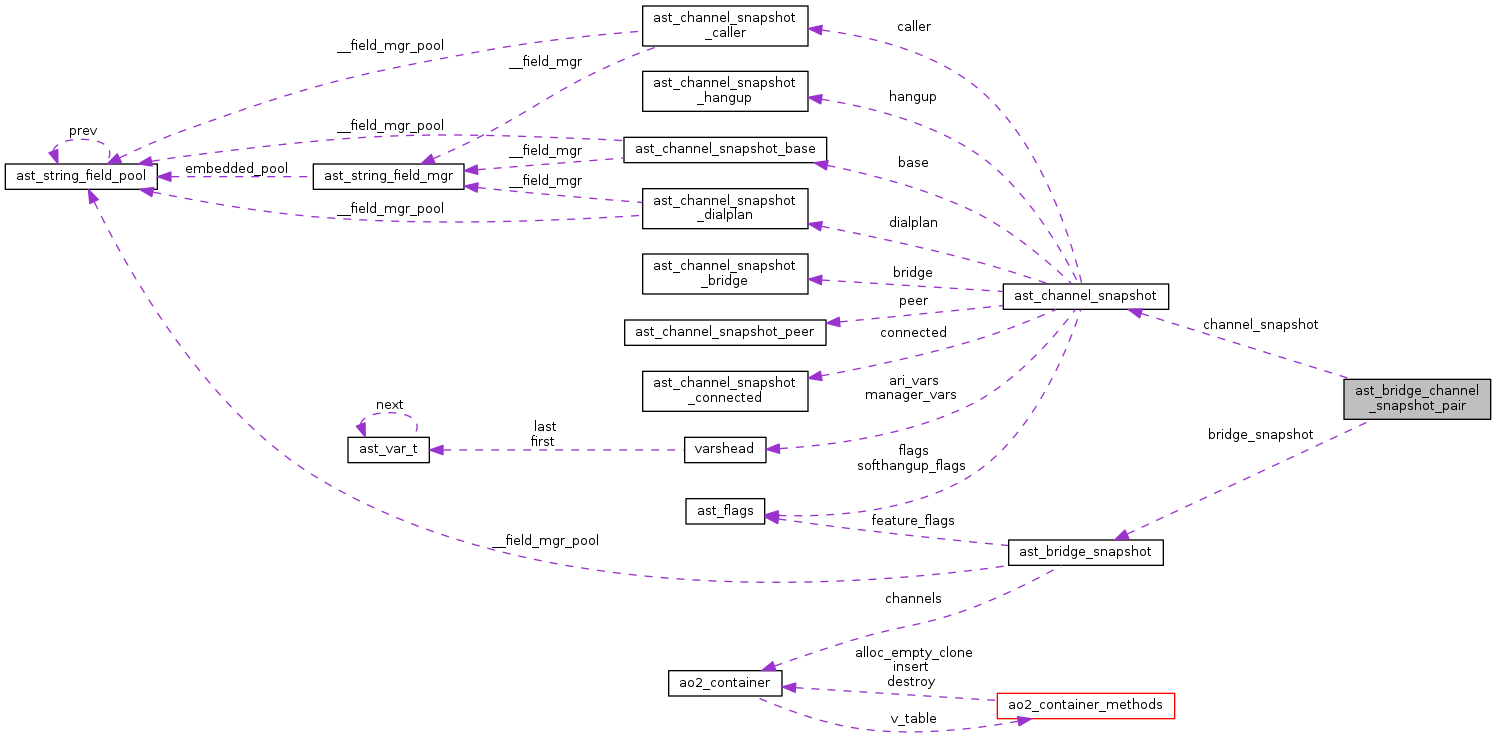 ast_channel_snapshot
_caller
caller
__field_mgr_pool
__field_mgr
ast_channel_snapshot
_hangup
hangup
prev
__field_mgr_pool
ast_channel_snapshot_base
base
__field_mgr
ast_string_field_pool
embedded_pool
ast_string_field_mgr
__field_mgr
__field_mgr_pool
ast_channel_snapshot
_dialplan
dialplan
ast_channel_snapshot
_bridge
bridge
ast_channel_snapshot
peer
ast_channel_snapshot_peer
connected
channel_snapshot
ast_channel_snapshot
_connected
ari_vars
manager_vars
ast_bridge_channel
_snapshot_pair
next
last
first
ast_var_t
varshead
bridge_snapshot
flags
softhangup_flags
ast_flags
feature_flags
ast_bridge_snapshot
__field_mgr_pool
channels
alloc_empty_clone
insert
destroy
ao2_container
ao2_container_methods
v_table